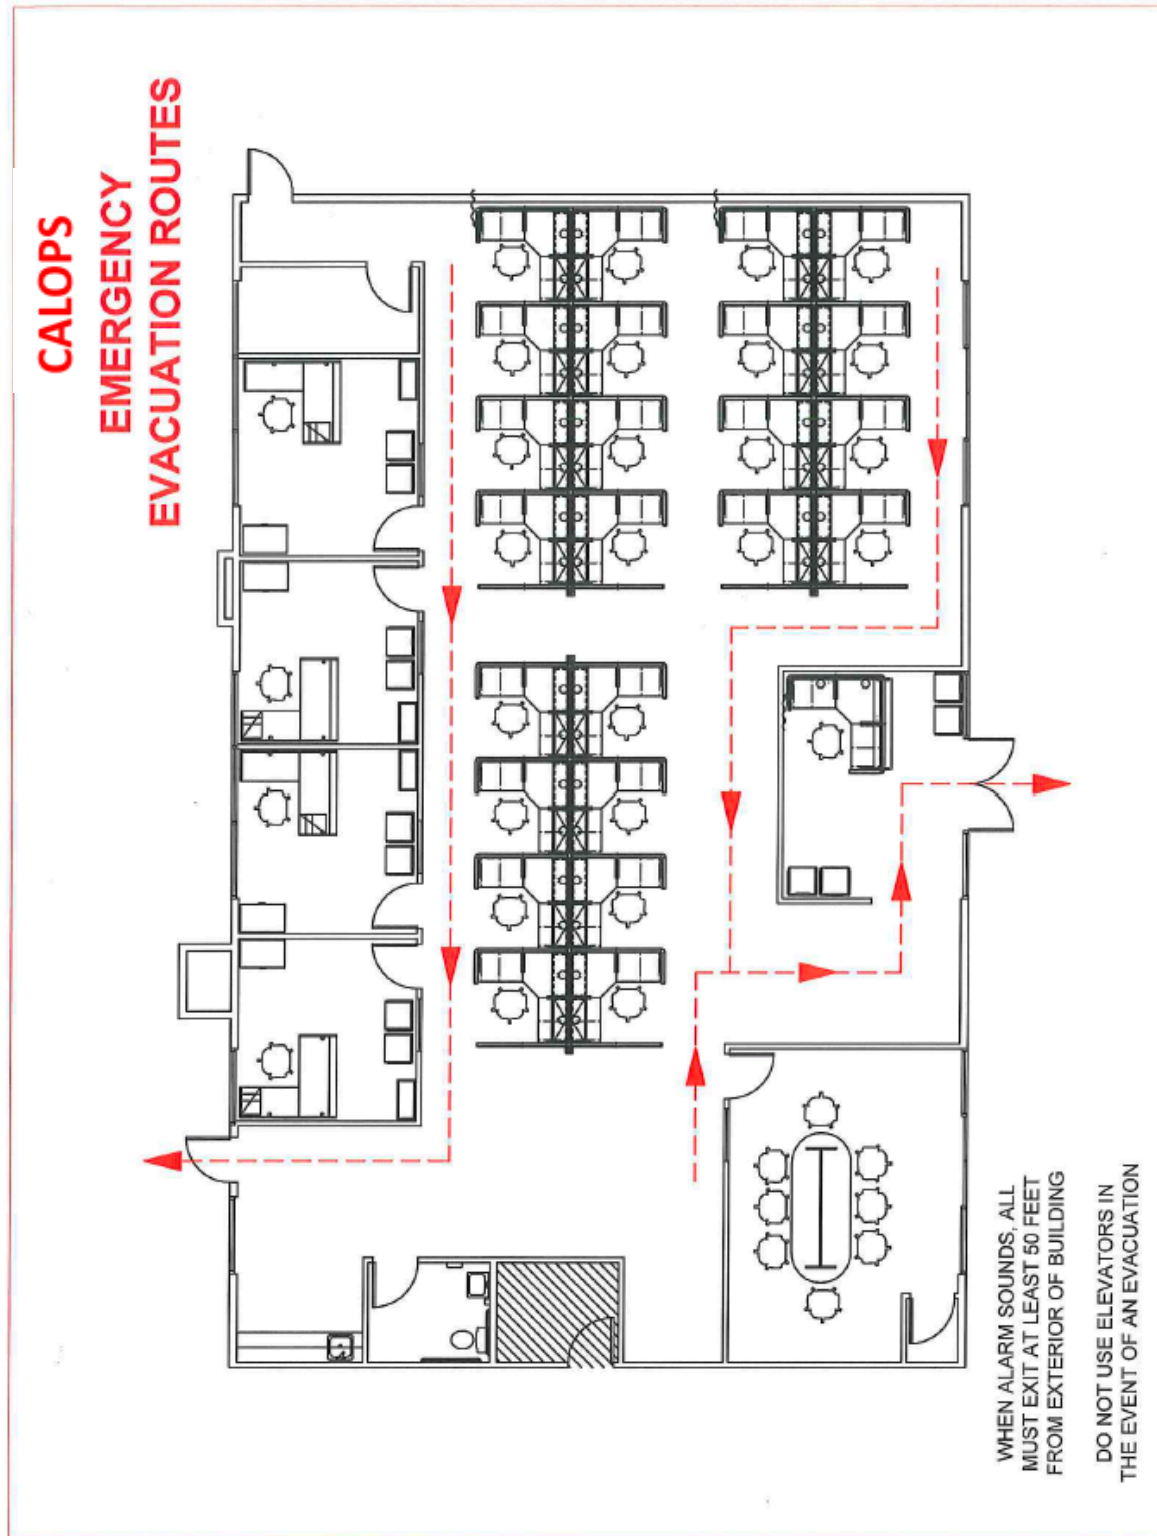 CALOPS
EMERGENCY
EVACUATION ROUTES
WHEN ALARM SOUNDS, ALL
MUST EXIT AT LEAST 50 FEET
FROM EXTERIOR OF BUILDING
DO NOT USE ELEVATORS IN
THE EVENT OF AN EVACUATION